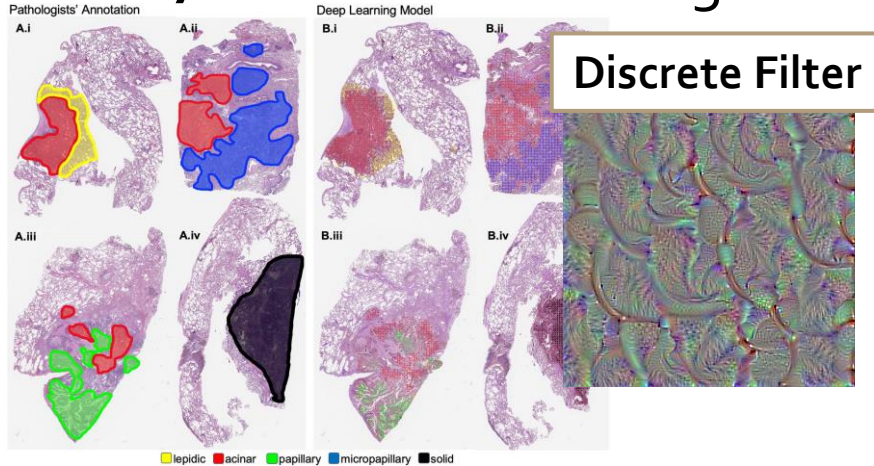 Pathologists' Annotation
Deep Learning Model
A.i
A.ii
B.i
B.ii
Discrete Filter
A.iii
A.iv
B.iii
B.iv
lepidic acinar papillary micropapillary solid